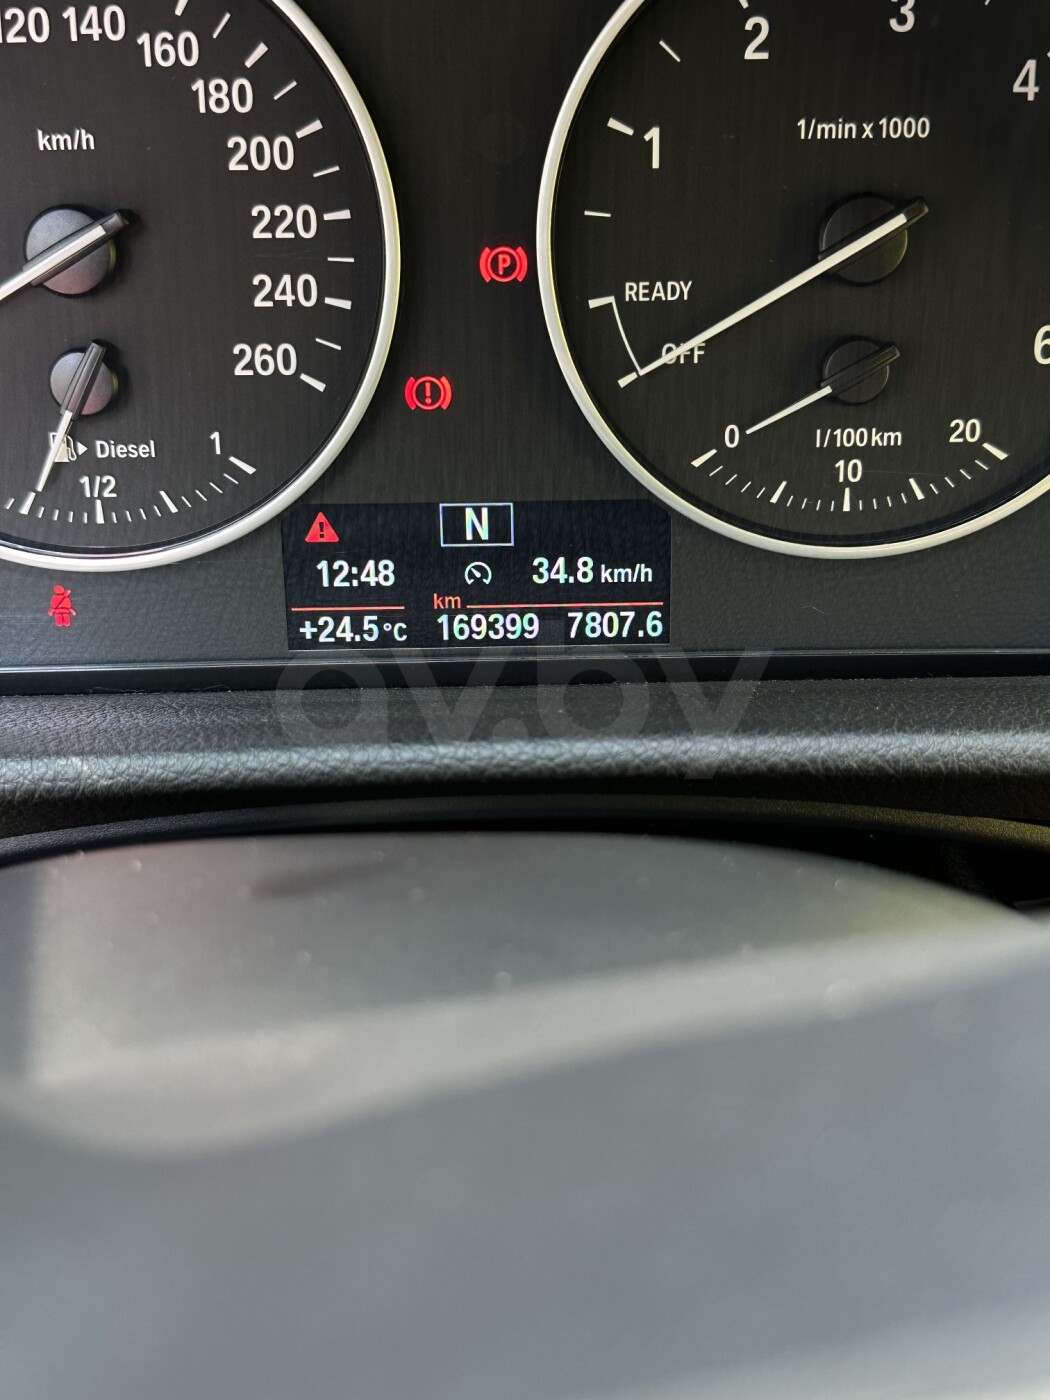 120 140
160
180
200
220
240
260
km/h
Diesel
1/2
1
P
!
1
2
3
4
6
1/min x 1000
READY
OFF
0
l/100 km
10
20
!
N
12:48
34.8 km/h
km
+24.5°C
169399
7807.6
av.by